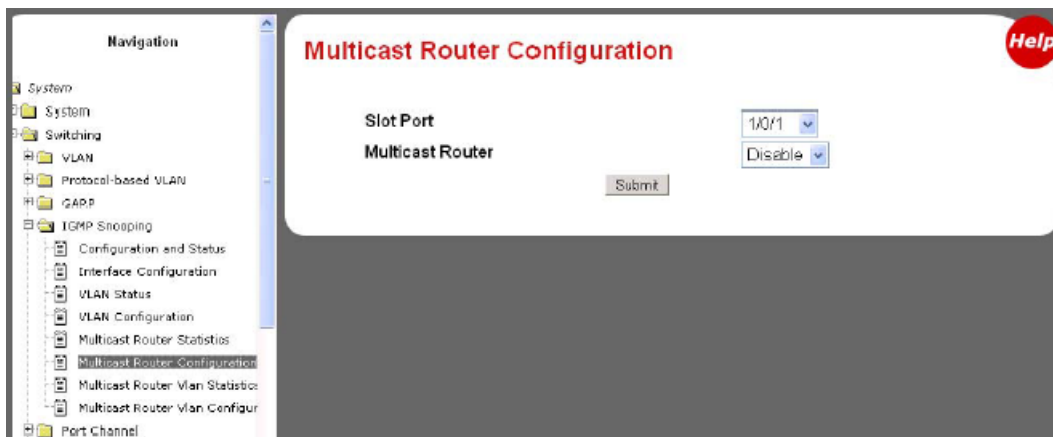 Navigation
System
System
Switching
VLAN
Protocol-based VLAN
GARP
IGMP Snooping
Configuration and Status
Interface Configuration
VLAN Status
VLAN Configuration
Multicast Router Statistics
Multicast Router Configuration
Multicast Router Vlan Statistics
Multicast Router Vlan Configur
Port Channel
Multicast Router Configuration
Help
Slot Port 1/0/1
Multicast Router Disable
Submit